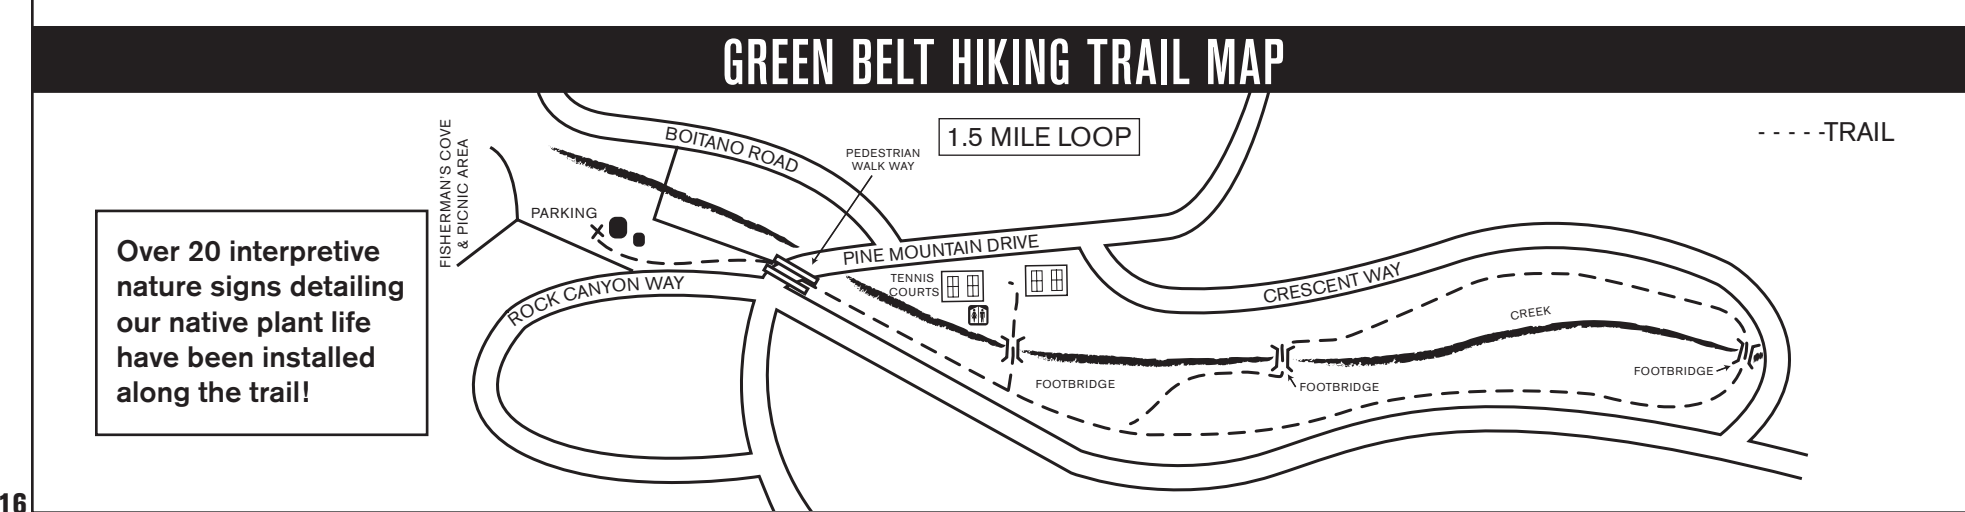 GREEN BELT HIKING TRAIL MAP
FISHERMAN'S COVE
& PICNIC AREA
BOITANO ROAD
1.5 MILE LOOP
- - - - -TRAIL
PEDESTRIAN
WALK WAY
PARKING
Over 20 interpretive
nature signs detailing
our native plant life
have been installed
along the trail!
PINE MOUNTAIN DRIVE
ROCK CANYON WAY
TENNIS
COURTS
CRESCENT WAY
CREEK
FOOTBRIDGE
FOOTBRIDGE
FOOTBRIDGE
16